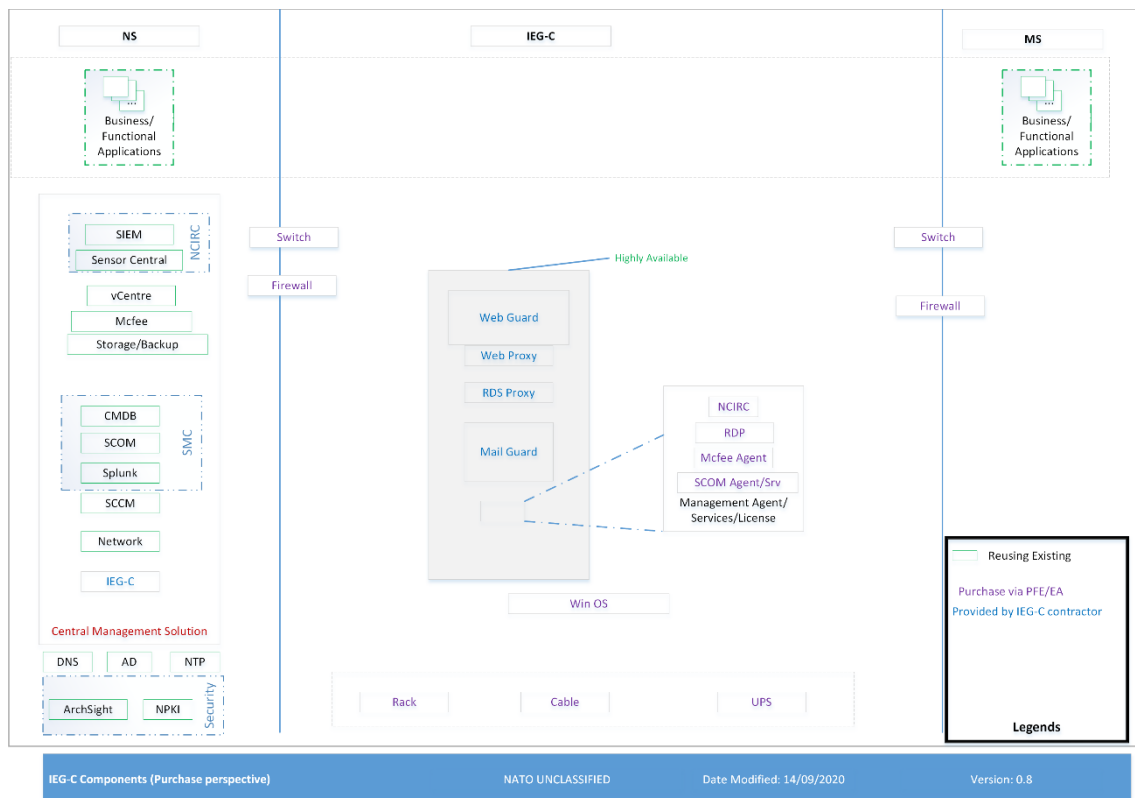 NS
IEG-C
MS
...
Business/
Functional
Applications
...
Business/
Functional
Applications
SIEM
Sensor Central
NCIRC
vCentre
Mcfee
Storage/Backup
CMDB
SCOM
Splunk
SMC
SCCM
Network
IEG-C
Central Management Solution
DNS
AD
NTP
ArchSight
NPKI
Security
Switch
Firewall
Highly Available
Web Guard
Web Proxy
RDS Proxy
Mail Guard
NCIRC
RDP
Mcfee Agent
SCOM Agent/Srv
Management Agent/
Services/License
Win OS
Rack
Cable
UPS
Switch
Firewall
Reusing Existing
Purchase via PFE/EA
Provided by IEG-C contractor
Legends
IEG-C Components (Purchase perspective)
NATO UNCLASSIFIED
Date Modified: 14/09/2020
Version: 0.8